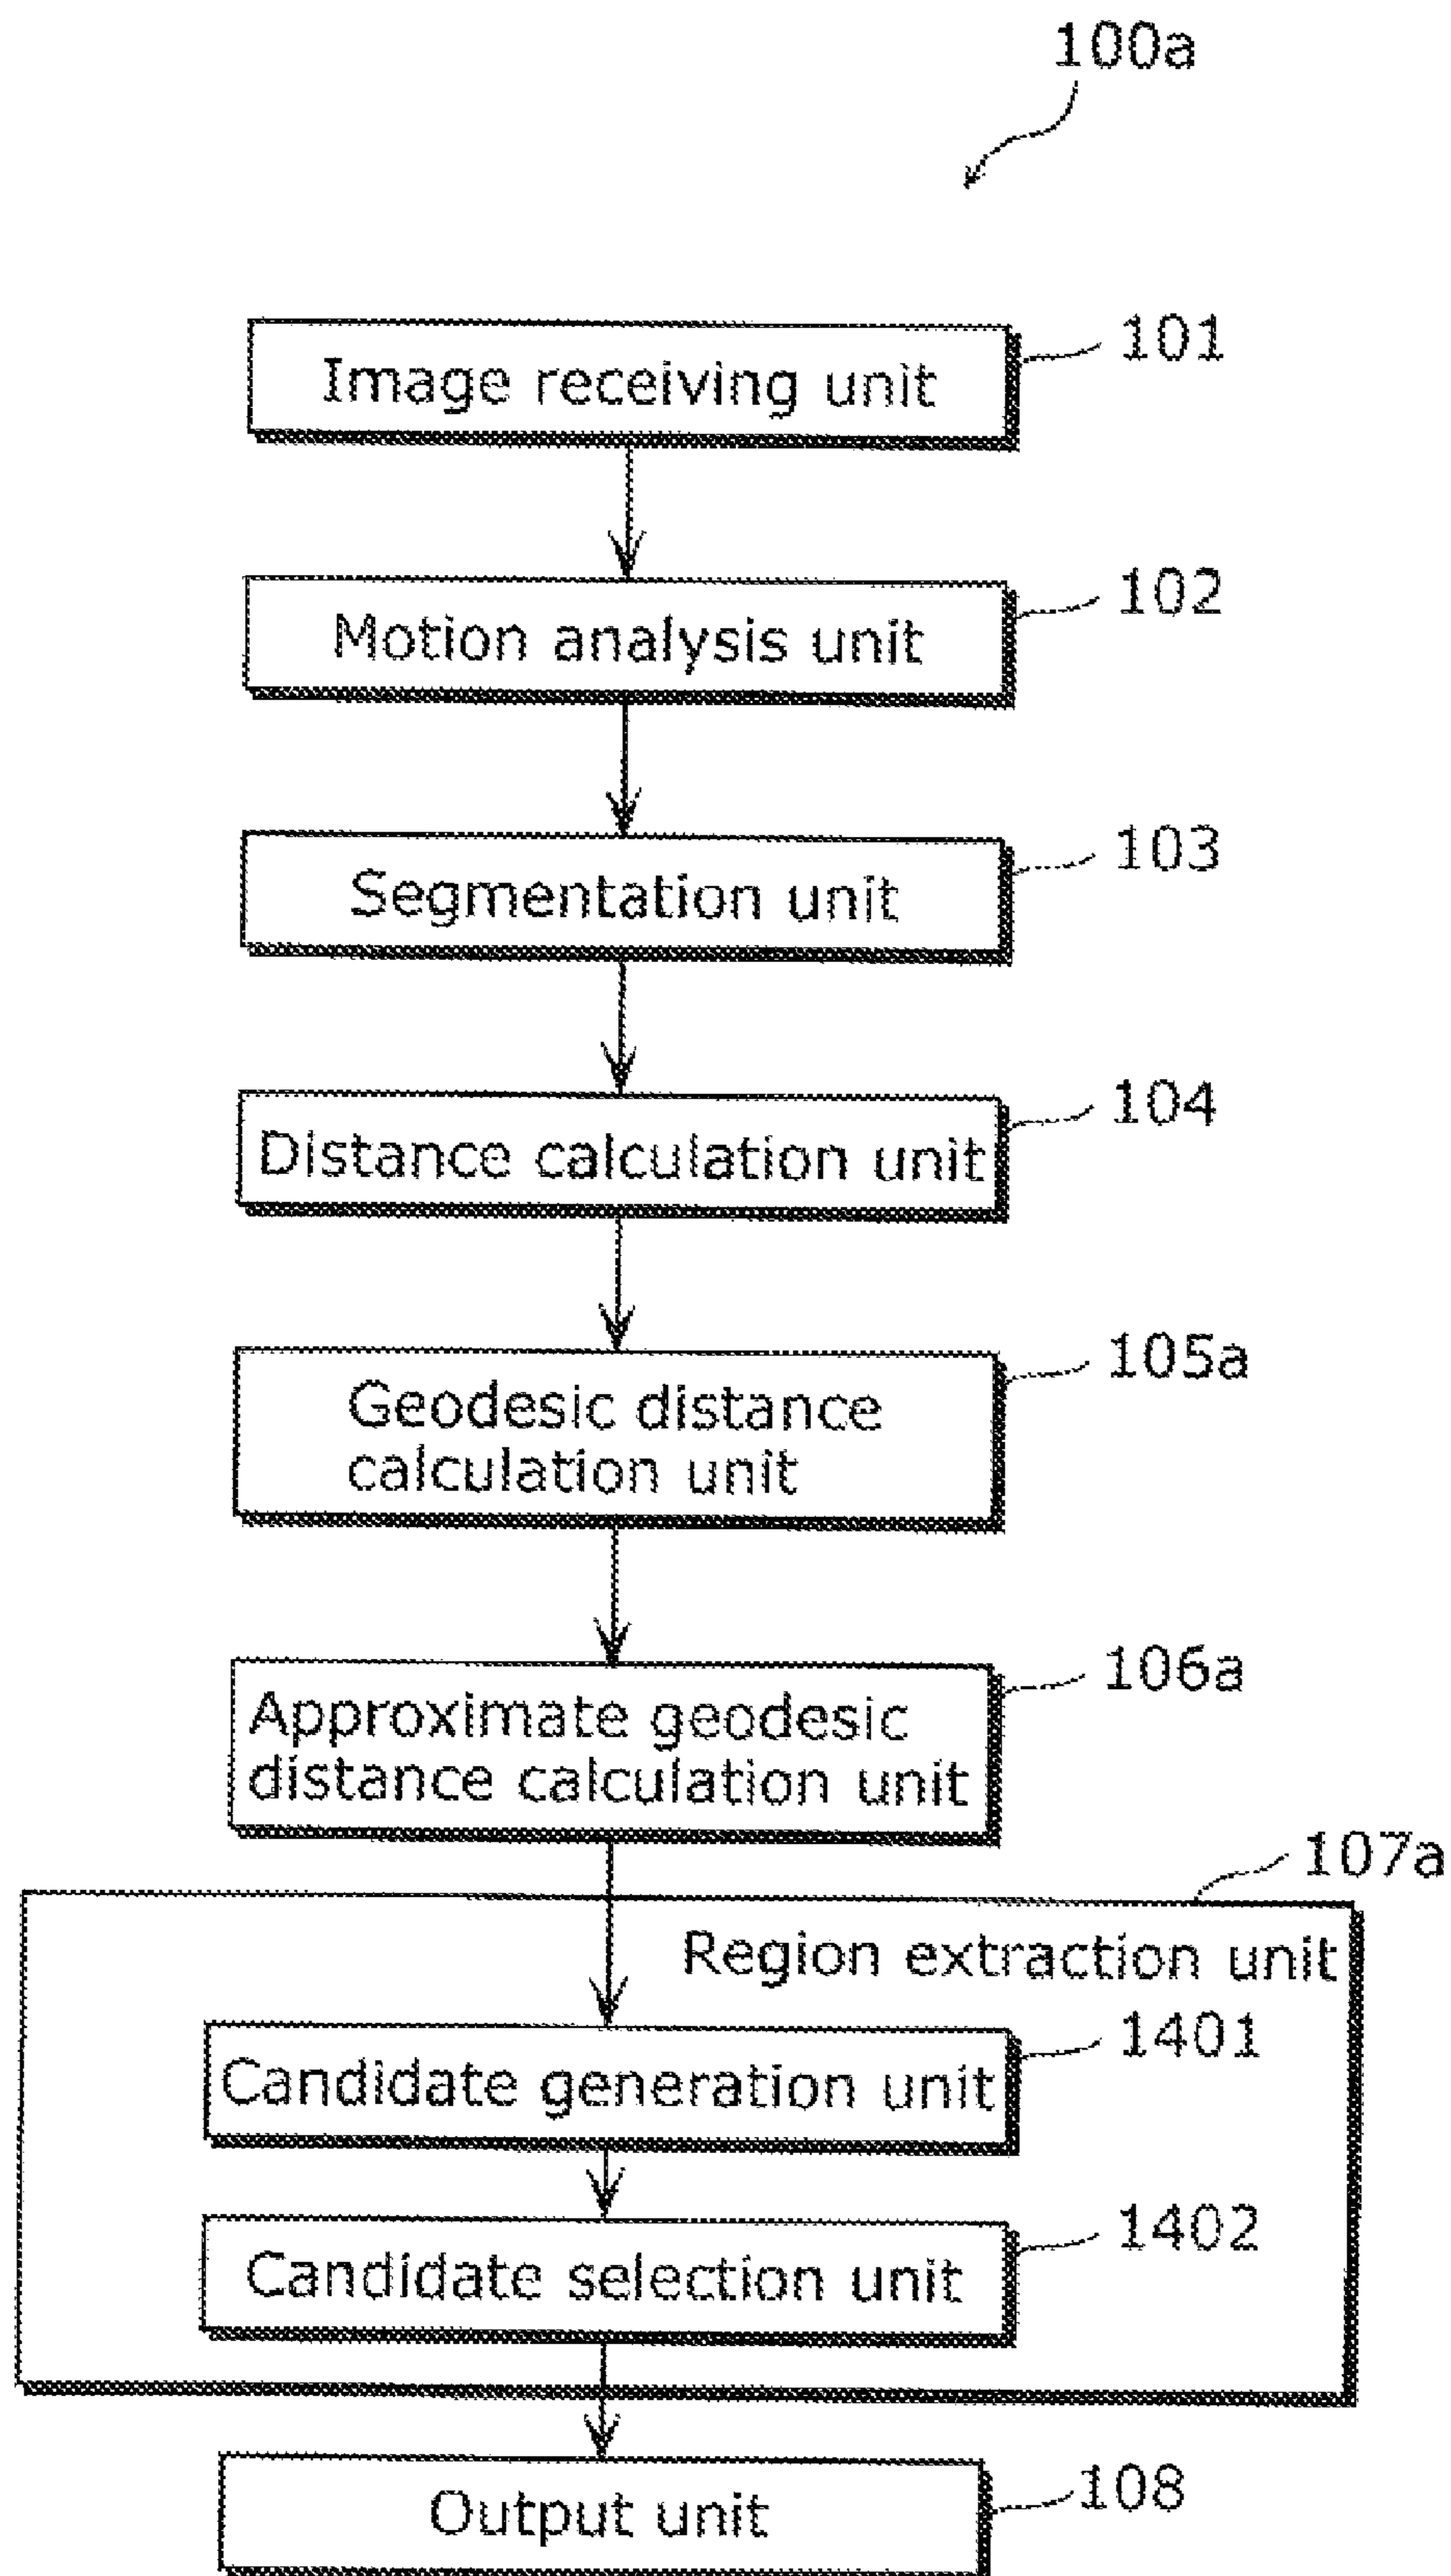 100a
Image receiving unit
101
Motion analysis unit
102
Segmentation unit
103
Distance calculation unit
104
Geodesic distance
calculation unit
105a
Approximate geodesic
distance calculation unit
106a
107a
Region extraction unit
Candidate generation unit
1401
Candidate selection unit
1402
Output unit
108